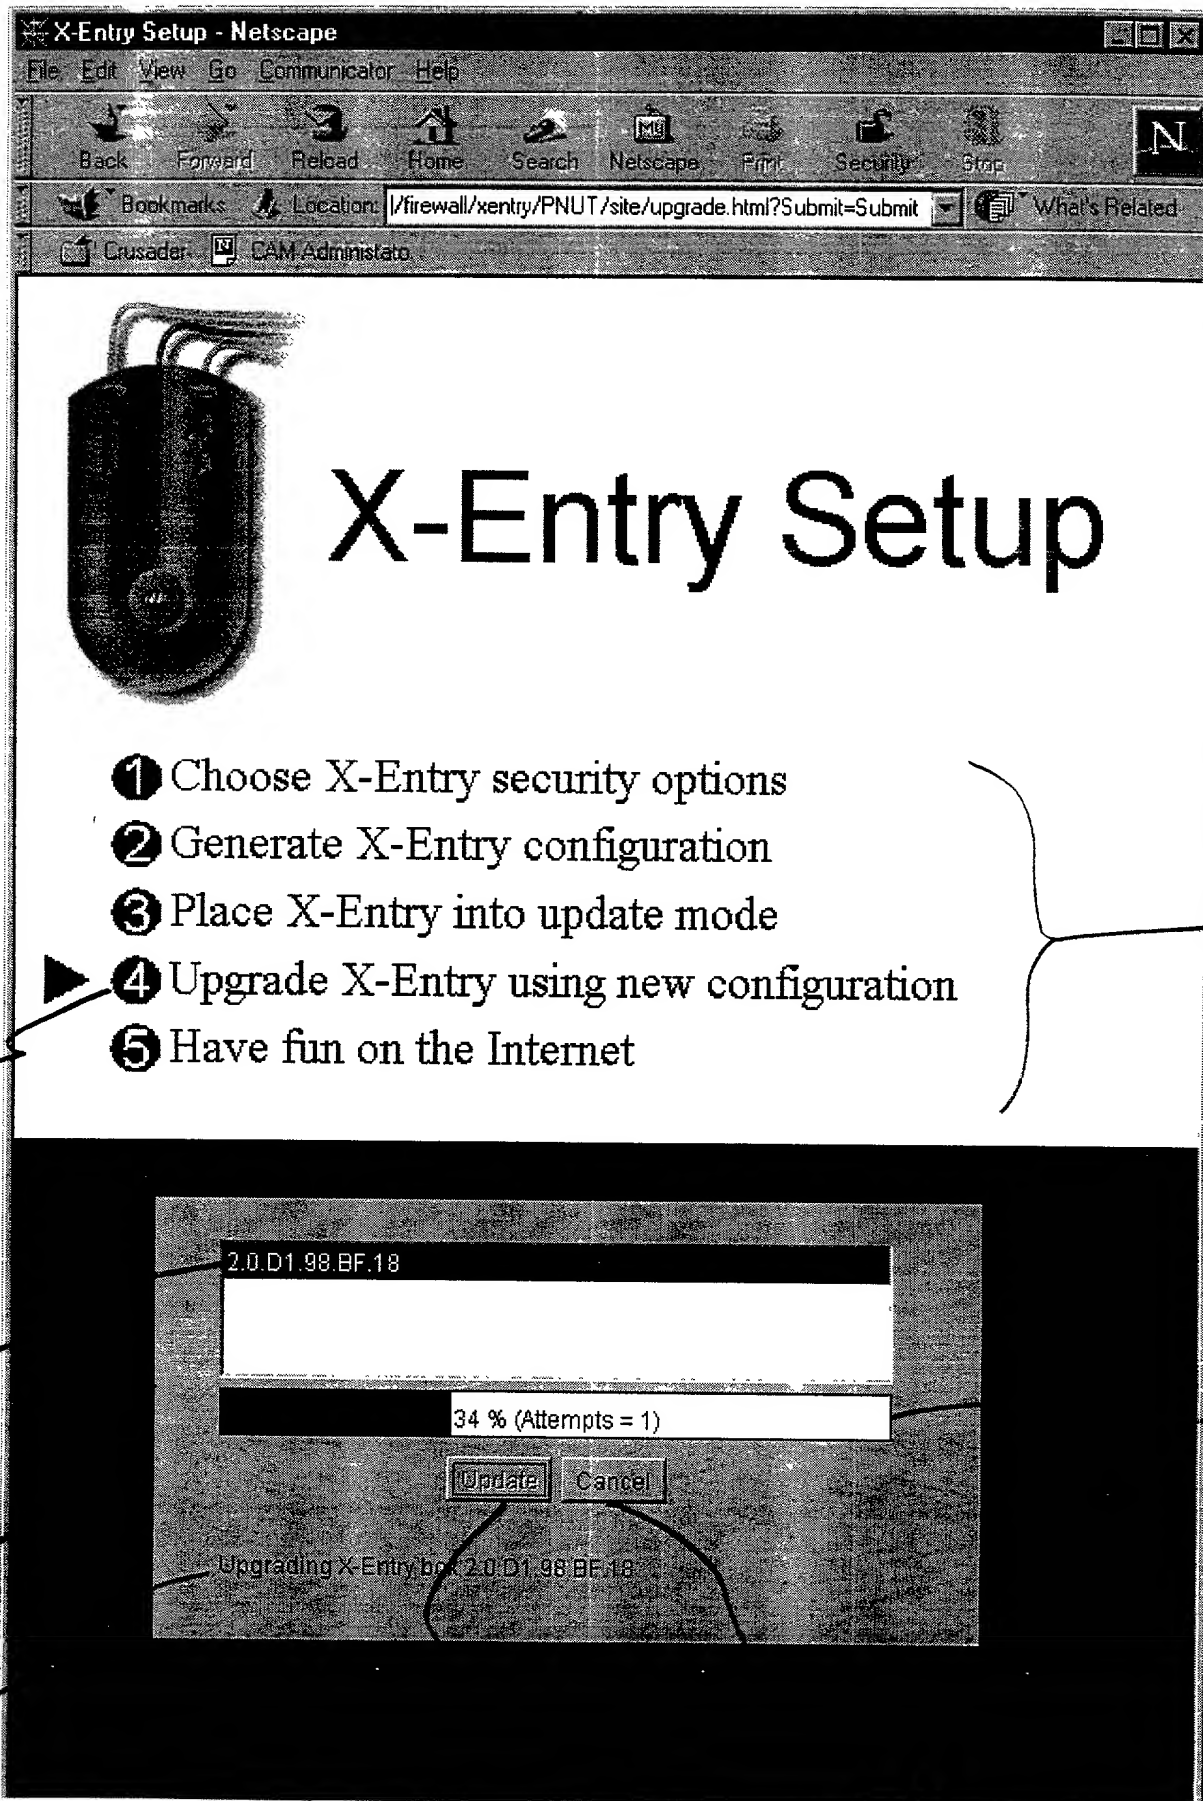 X-Entry Setup - Netscape
File Edit View Go Communicator Help
Back Forward Reload Home Search Netscape Print Security Stop
N
Bookmarks Location: l/firewall/xentry/PNUT/site/upgrade.html?Submit=Submit What's Related
Crusader CAM Administato
X-Entry Setup
1 Choose X-Entry security options
2 Generate X-Entry configuration
3 Place X-Entry into update mode
4 Upgrade X-Entry using new configuration
5 Have fun on the Internet
2.0.D1.98.BF.18
34 % (Attempts = 1)
Update Cancel
Upgrading X-Entry box 2.0.D1.98.BF.18